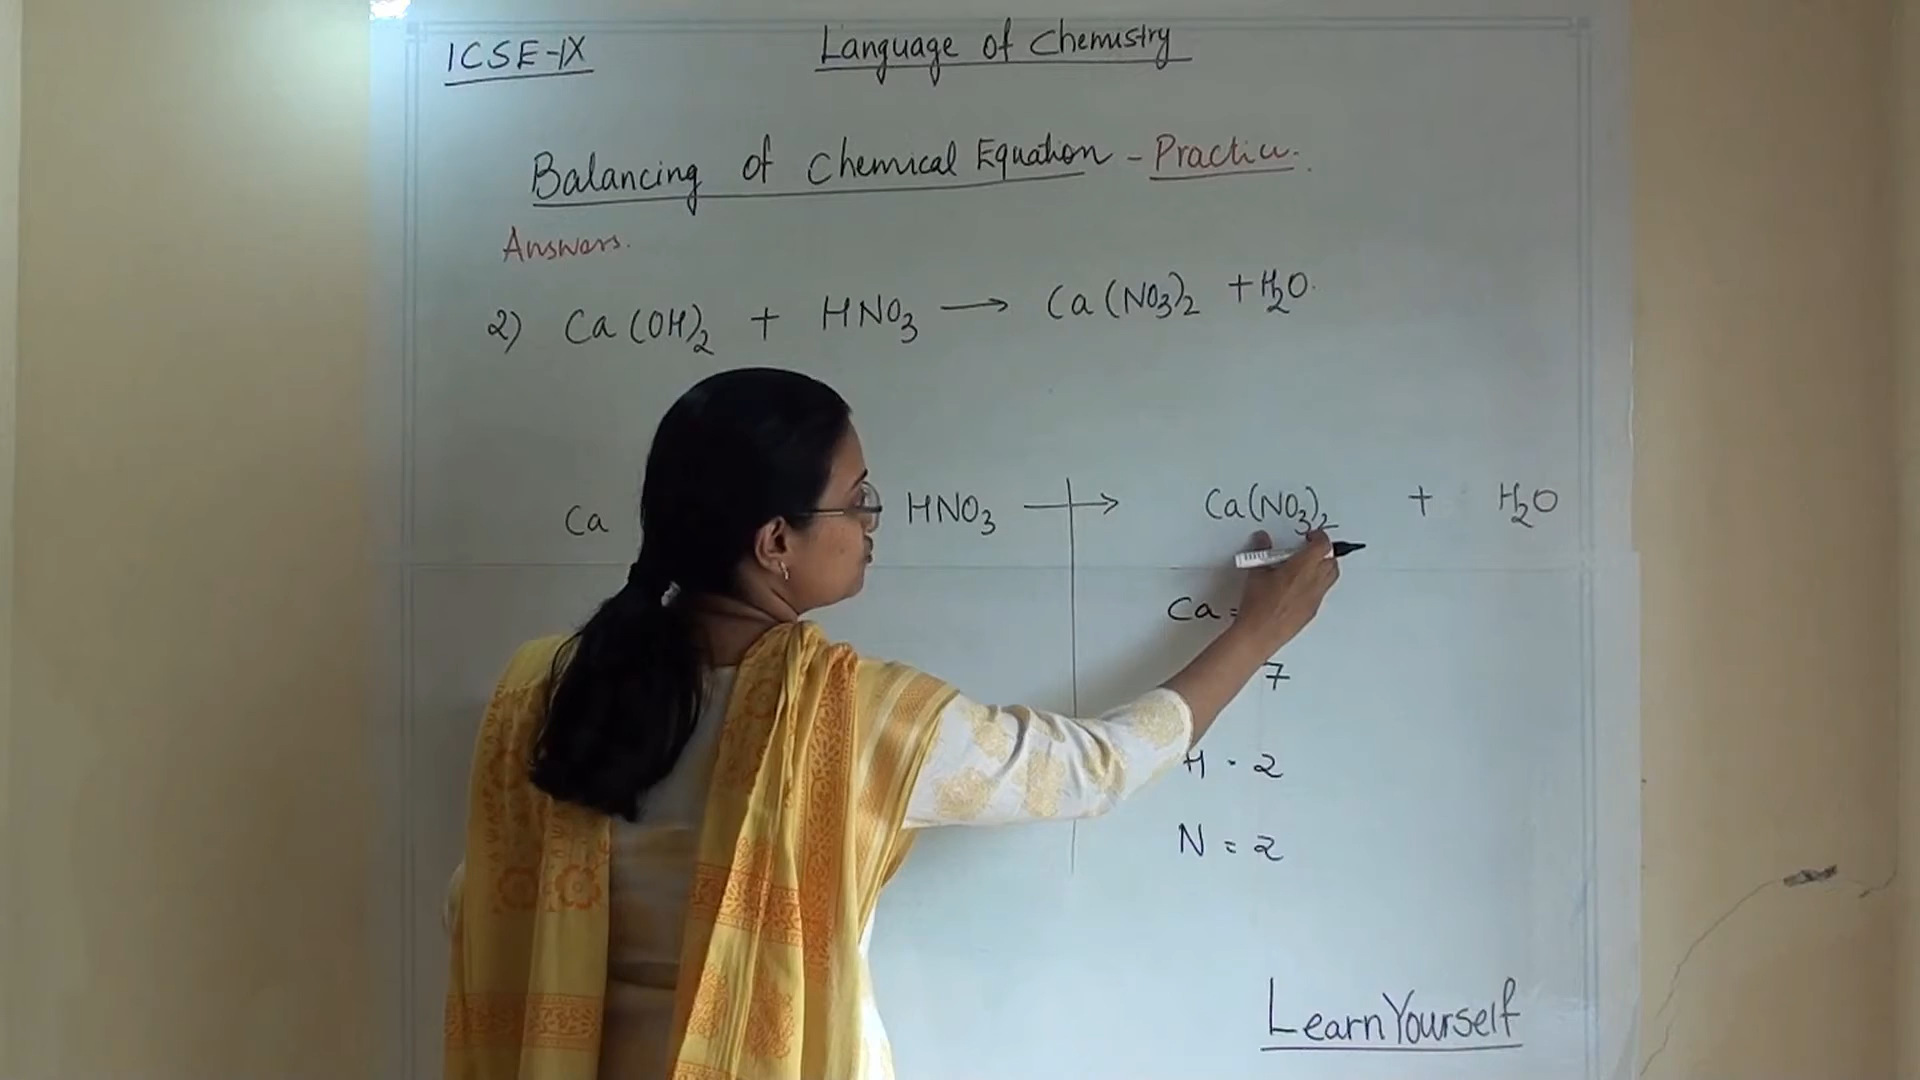 ICSE-IX
Language of Chemistry
Balancing of Chemical Equation - Practice.
Answers.
2) Ca(OH)₂ + HNO₃ → Ca(NO₃)₂ + H₂O.
Ca HNO₃ → Ca(NO₃)₂ + H₂O
Ca =
7
H - 2
N = 2
LearnYourself